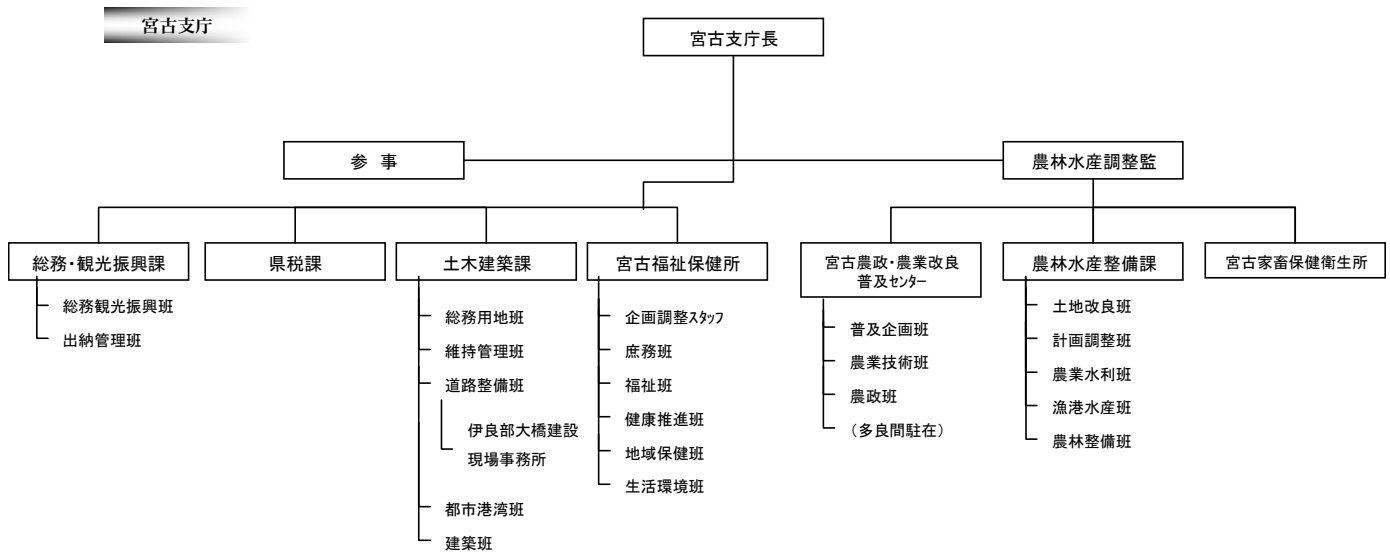 宮古支庁
宮古支庁長
参 事
農林水産調整監
総務・観光振興課
総務観光振興班
出納管理班
県税課
土木建築課
総務用地班
維持管理班
道路整備班
伊良部大橋建設
現場事務所
都市港湾班
建築班
宮古福祉保健所
企画調整ｽﾀｯﾌ
庶務班
福祉班
健康推進班
地域保健班
生活環境班
宮古農政・農業改良
普及ｾﾝﾀｰ
普及企画班
農業技術班
農政班
（多良間駐在）
農林水産整備課
土地改良班
計画調整班
農業水利班
漁港水産班
農林整備班
宮古家畜保健衛生所